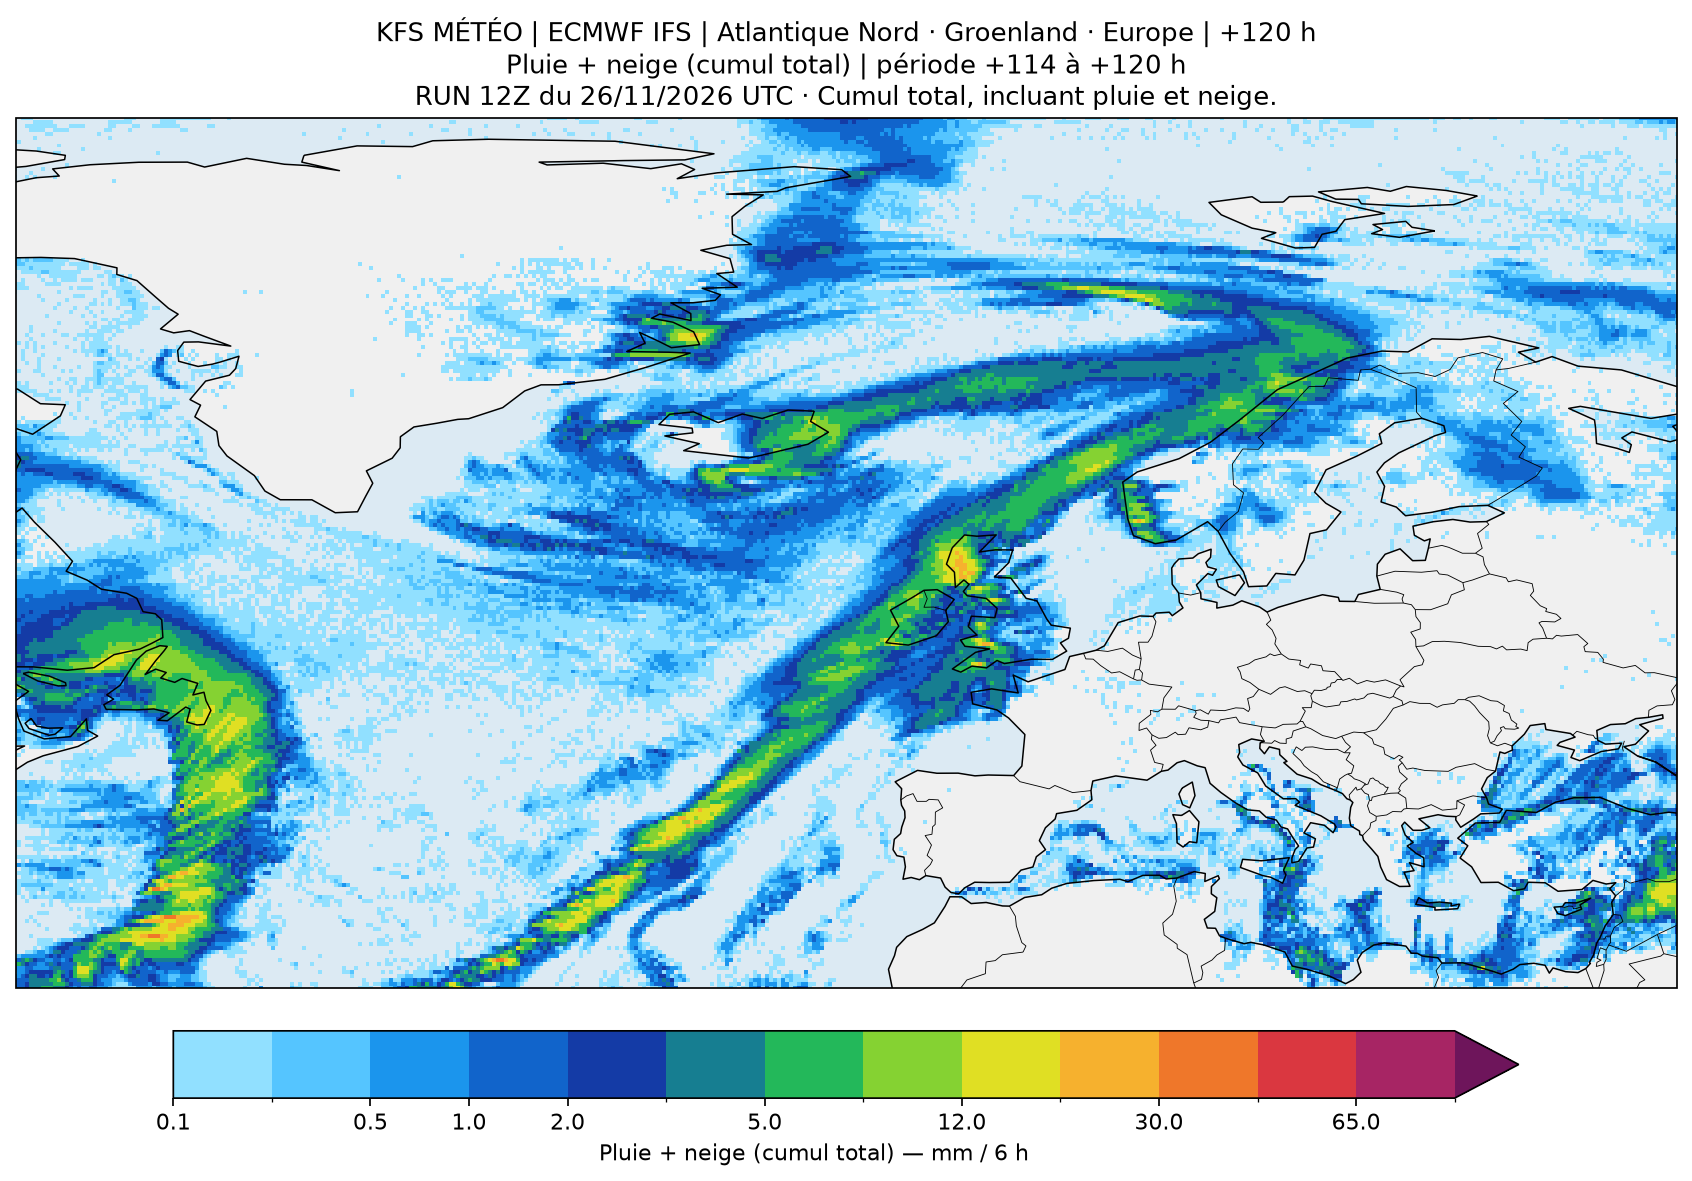 KFS MÉTÉO | ECMWF IFS | Atlantique Nord · Groenland · Europe | +120 h
Pluie + neige (cumul total) | période +114 à +120 h
RUN 12Z du 26/11/2026 UTC · Cumul total, incluant pluie et neige.
0.1 0.5 1.0 2.0 5.0 12.0 30.0 65.0
Pluie + neige (cumul total) — mm / 6 h